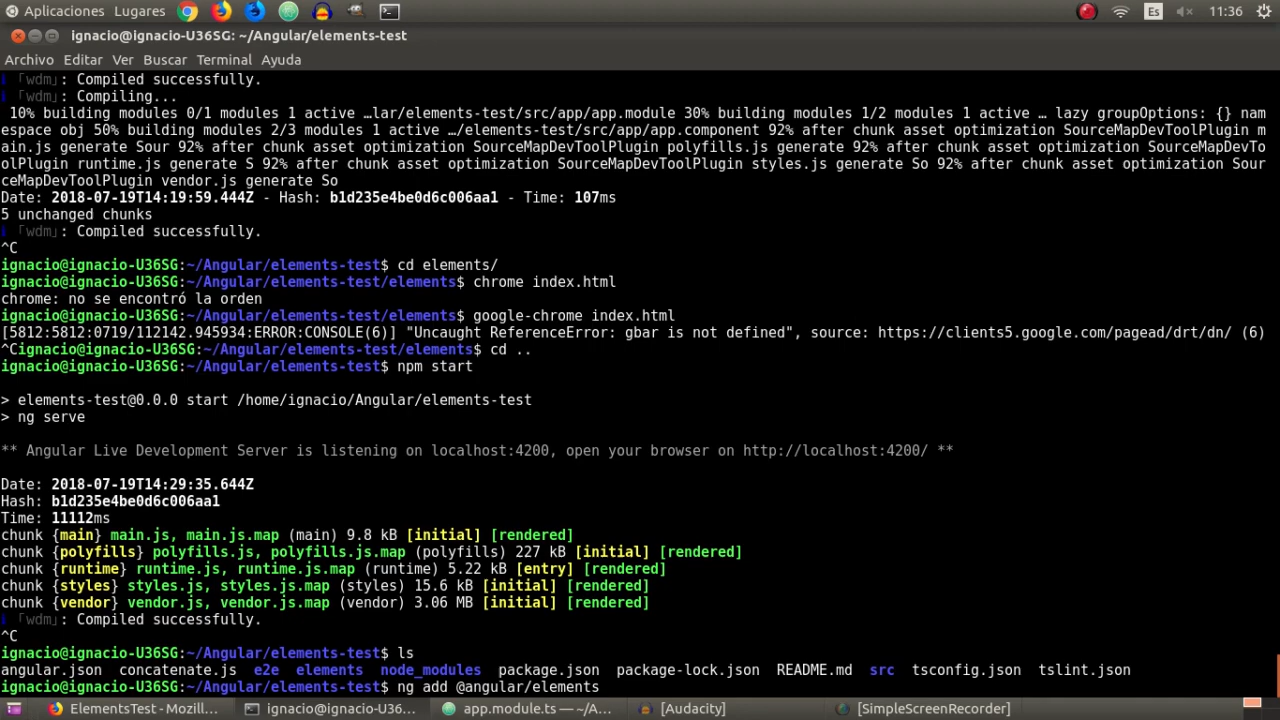 Aplicaciones Lugares Es 11:36
ignacio@ignacio-U36SG: ~/Angular/elements-test
Archivo Editar Ver Buscar Terminal Ayuda
ℹ ｢wdm｣: Compiled successfully.
ℹ ｢wdm｣: Compiling...
10% building modules 0/1 modules 1 active …lar/elements-test/src/app/app.module 30% building modules 1/2 modules 1 active … lazy groupOptions: {} nam
espace obj 50% building modules 2/3 modules 1 active …/elements-test/src/app/app.component 92% after chunk asset optimization SourceMapDevToolPlugin m
ain.js generate Sour 92% after chunk asset optimization SourceMapDevToolPlugin polyfills.js generate 92% after chunk asset optimization SourceMapDevTo
olPlugin runtime.js generate S 92% after chunk asset optimization SourceMapDevToolPlugin styles.js generate So 92% after chunk asset optimization Sour
ceMapDevToolPlugin vendor.js generate So
Date: 2018-07-19T14:19:59.444Z - Hash: b1d235e4be0d6c006aa1 - Time: 107ms
5 unchanged chunks
ℹ ｢wdm｣: Compiled successfully.
^C
ignacio@ignacio-U36SG:~/Angular/elements-test$ cd elements/
ignacio@ignacio-U36SG:~/Angular/elements-test/elements$ chrome index.html
chrome: no se encontró la orden
ignacio@ignacio-U36SG:~/Angular/elements-test/elements$ google-chrome index.html
[5812:5812:0719/112142.945934:ERROR:CONSOLE(6)] "Uncaught ReferenceError: gbar is not defined", source: https://clients5.google.com/pagead/drt/dn/ (6)
^Cignacio@ignacio-U36SG:~/Angular/elements-test/elements$ cd ..
ignacio@ignacio-U36SG:~/Angular/elements-test$ npm start
> elements-test@0.0.0 start /home/ignacio/Angular/elements-test
> ng serve
** Angular Live Development Server is listening on localhost:4200, open your browser on http://localhost:4200/ **
Date: 2018-07-19T14:29:35.644Z
Hash: b1d235e4be0d6c006aa1
Time: 11112ms
chunk {main} main.js, main.js.map (main) 9.8 kB [initial] [rendered]
chunk {polyfills} polyfills.js, polyfills.js.map (polyfills) 227 kB [initial] [rendered]
chunk {runtime} runtime.js, runtime.js.map (runtime) 5.22 kB [entry] [rendered]
chunk {styles} styles.js, styles.js.map (styles) 15.6 kB [initial] [rendered]
chunk {vendor} vendor.js, vendor.js.map (vendor) 3.06 MB [initial] [rendered]
ℹ ｢wdm｣: Compiled successfully.
^C
ignacio@ignacio-U36SG:~/Angular/elements-test$ ls
angular.json concatenate.js e2e elements node_modules package.json package-lock.json README.md src tsconfig.json tslint.json
ignacio@ignacio-U36SG:~/Angular/elements-test$ ng add @angular/elements
ElementsTest - Mozill... ignacio@ignacio-U36SG: ~/A... app.module.ts — ~/A... [Audacity] [SimpleScreenRecorder]